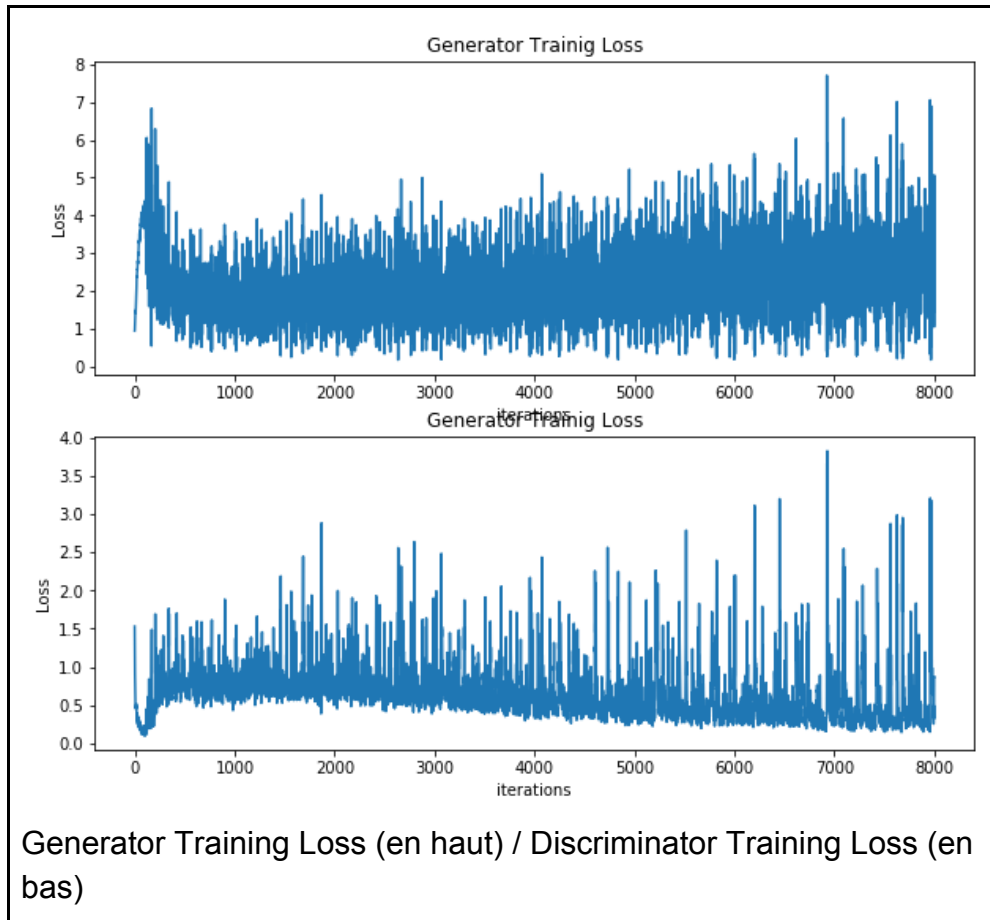 Generator Trainig Loss
8
7
6
5
4
3
2
1
0
Loss
0 1000 2000 3000 4000 5000 6000 7000 8000
iterations
Generator Trainig Loss
4.0
3.5
3.0
2.5
2.0
1.5
1.0
0.5
0.0
Loss
0 1000 2000 3000 4000 5000 6000 7000 8000
iterations
Generator Training Loss (en haut) / Discriminator Training Loss (en
bas)